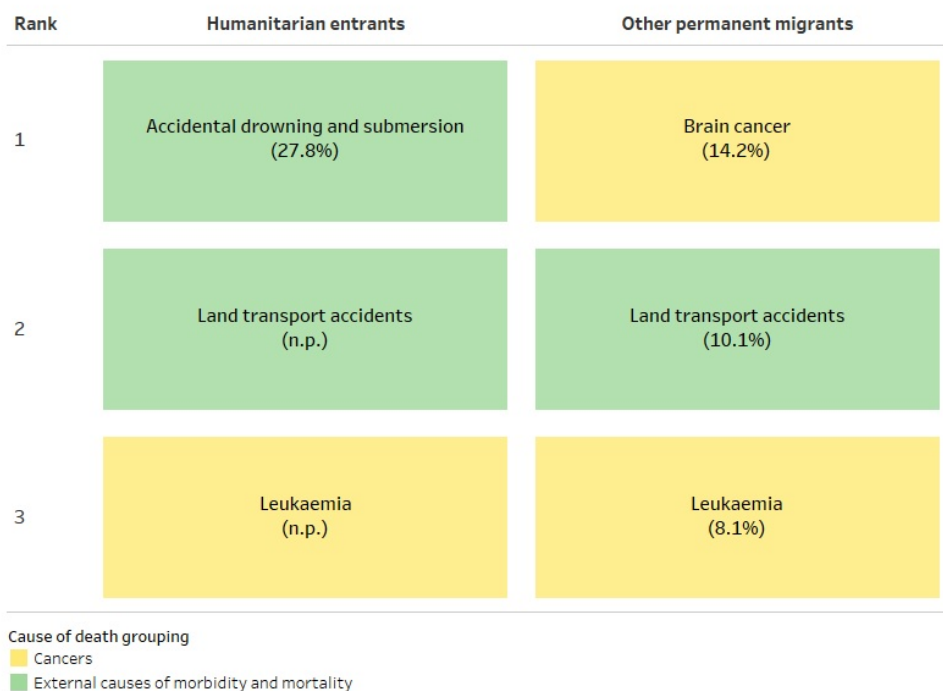 Rank Humanitarian entrants Other permanent migrants
1
Accidental drowning and submersion
(27.8%)
Brain cancer
(14.2%)
2
Land transport accidents
(n.p.)
Land transport accidents
(10.1%)
3
Leukaemia
(n.p.)
Leukaemia
(8.1%)
Cause of death grouping
Cancers
External causes of morbidity and mortality